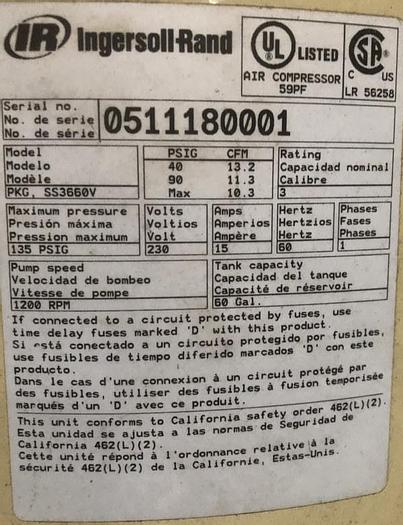 IR Ingersoll-Rand
UL LISTED
AIR COMPRESSOR
59PF
SA
C US
LR 56258
Serial no.
No. de serie
No. de série
0511180001
Model
Modelo
Modèle
PKG, SS3660V
PSIG CFM
40 13.2
90 11.3
Max 10.3
Rating
Capacidad nominal
Calibre
3
Maximum pressure
Presión máxima
Pression maximum
135 PSIG
Volts
Voltios
Volt
230
Amps
Amperios
Ampère
15
Hertz
Hertzios
Hertz
60
Phases
Fases
Phases
1
Pump speed
Velocidad de bombeo
Vitesse de pompe
1200 RPM
Tank capacity
Capacidad del tanque
Capacité de réservoir
60 Gal.
If connected to a circuit protected by fuses, use
time delay fuses marked 'D' with this product.
Si está conectado a un circuito protegido por fusibles,
use fusibles de tiempo diferido marcados 'D' con este
producto.
Dans le cas d'une connexion à un circuit protégé par
des fusibles, utiliser des fusibles à fusion temporisée
marqués d'un 'D' avec ce produit.
This unit conforms to California safety order 462(L)(2).
Esta unidad se ajusta a las normas de Seguridad de
California 462(L)(2).
Cette unité répond à l'ordonnance relative à la
sécurité 462(L)(2) de la Californie, Estas-Unis.